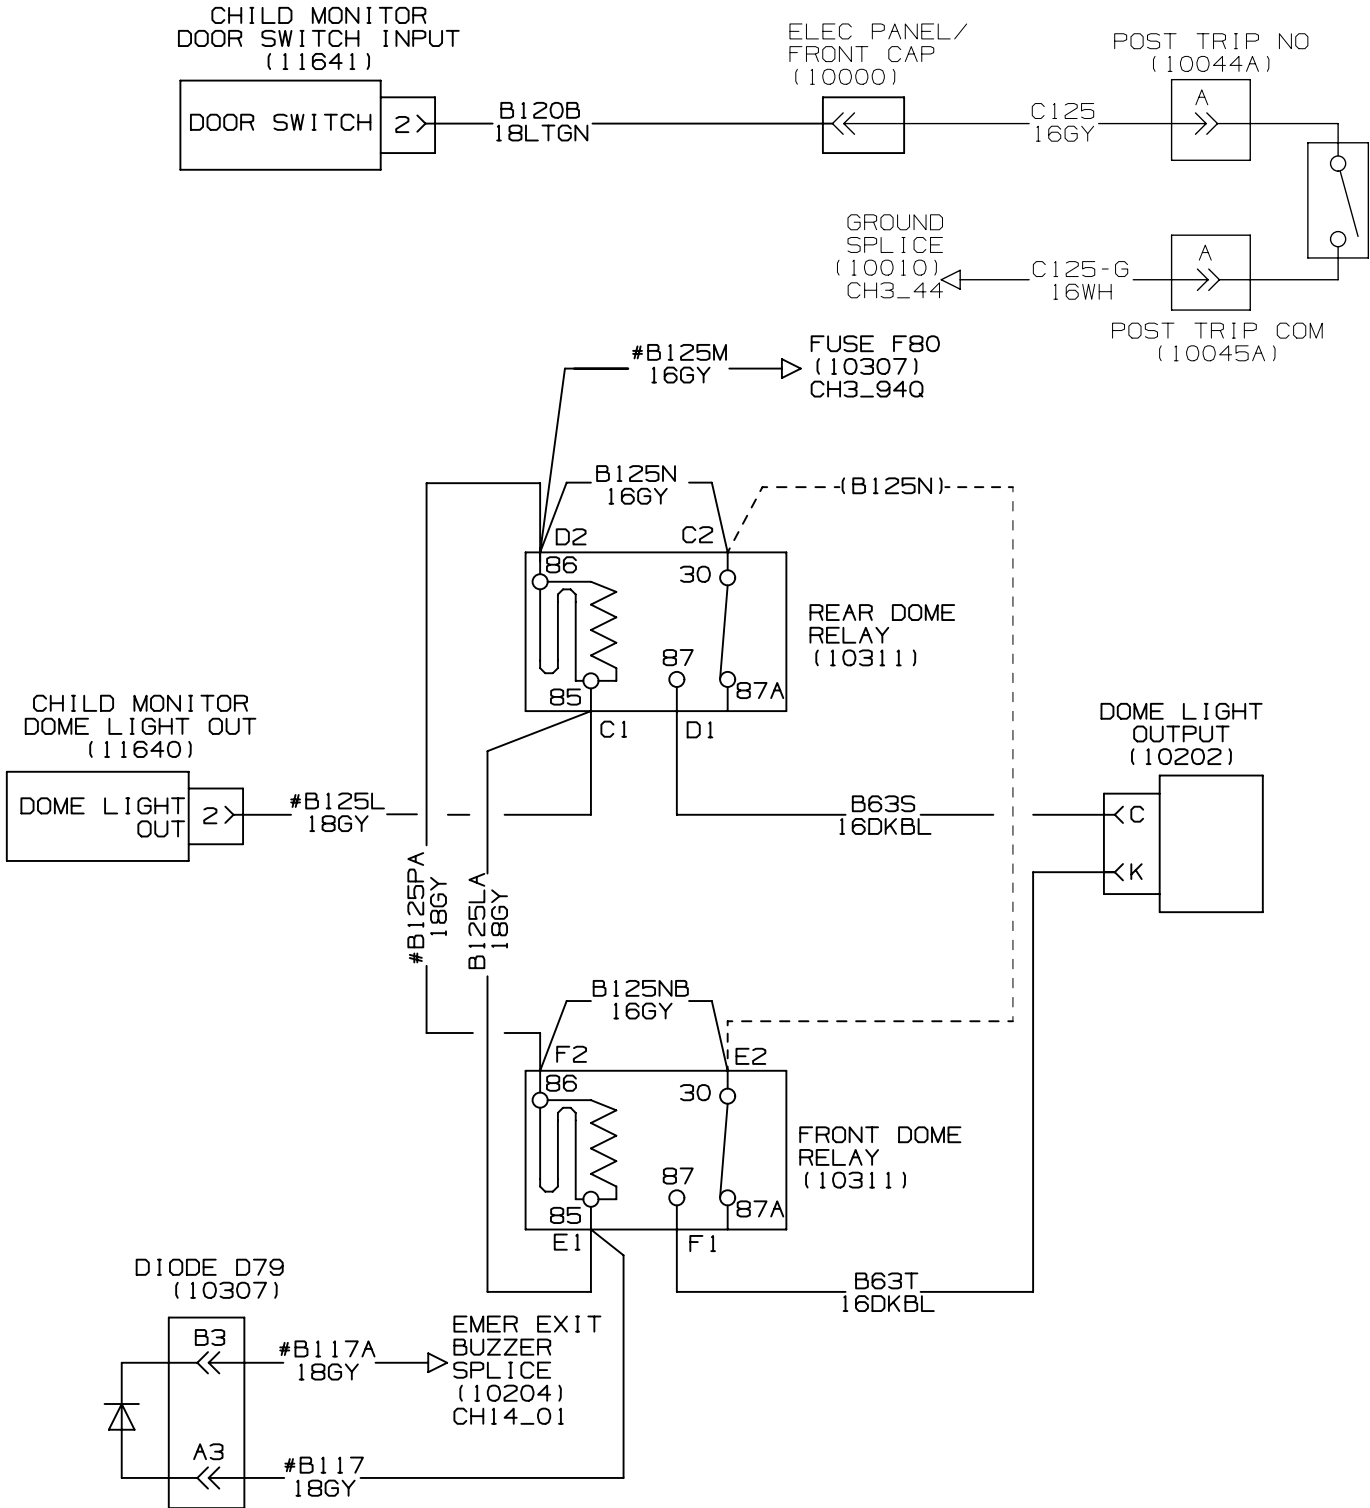 CHILD MONITOR
DOOR SWITCH INPUT
(11641)
DOOR SWITCH
2
B120B
18LTGN
ELEC PANEL/
FRONT CAP
(10000)
C125
16GY
POST TRIP NO
(10044A)
A
GROUND
SPLICE
(10010)
CH3_44
C125-G
16WH
A
POST TRIP COM
(10045A)
#B125M
16GY
FUSE F80
(10307)
CH3_94Q
B125N
16GY
(B125N)
D2
C2
86
30
87
85
87A
C1
D1
REAR DOME
RELAY
(10311)
CHILD MONITOR
DOME LIGHT OUT
(11640)
DOME LIGHT
OUT
2
#B125L
18GY
B63S
16DKBL
DOME LIGHT
OUTPUT
(10202)
C
K
#B125PA
18GY
B125LA
18GY
B125NB
16GY
F2
E2
86
30
87
85
87A
E1
F1
FRONT DOME
RELAY
(10311)
B63T
16DKBL
DIODE D79
(10307)
B3
#B117A
18GY
EMER EXIT
BUZZER
SPLICE
(10204)
CH14_01
A3
#B117
18GY